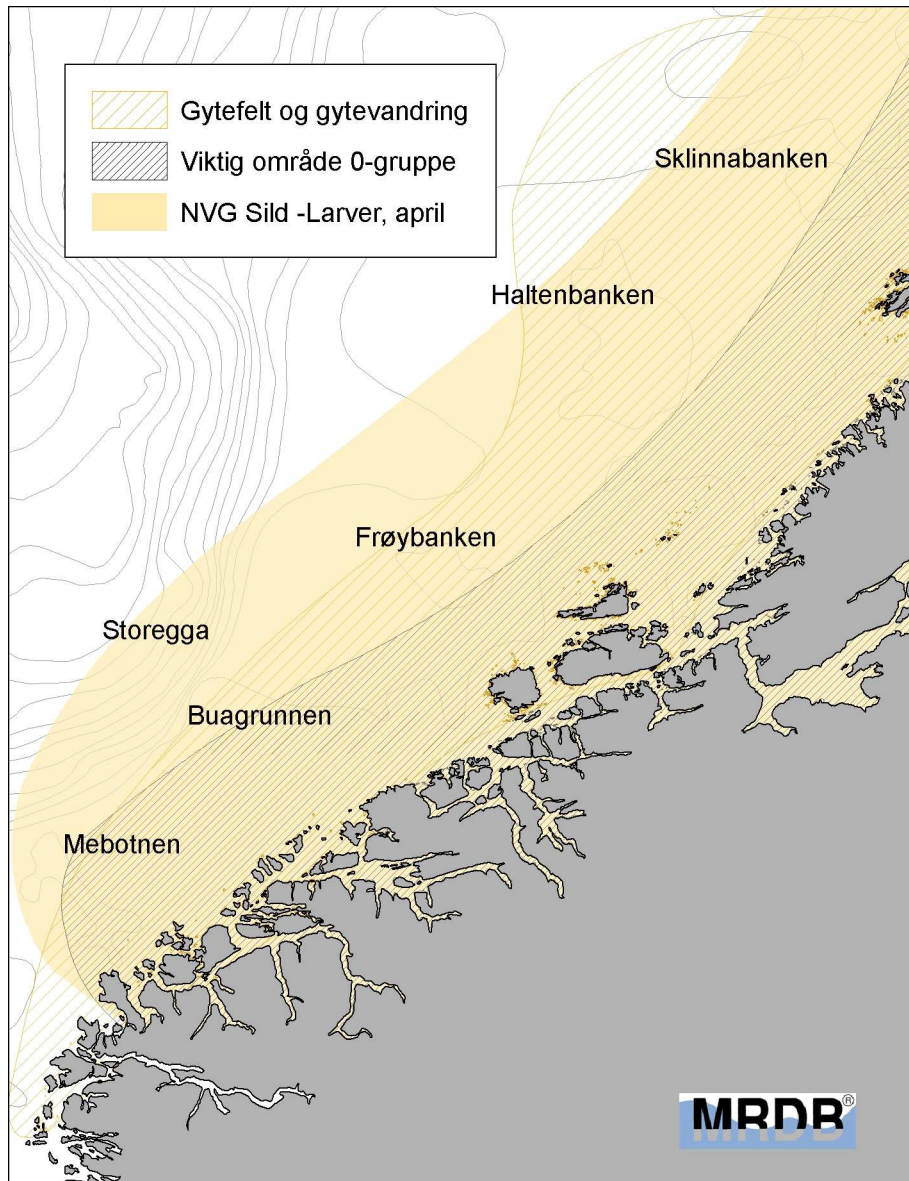 Gytefelt og gytevandring
Viktig område 0-gruppe
NVG Sild -Larver, april
Sklinnabanken
Haltenbanken
Frøybanken
Storegga
Buagrunnen
Mebotnen
MRDB®